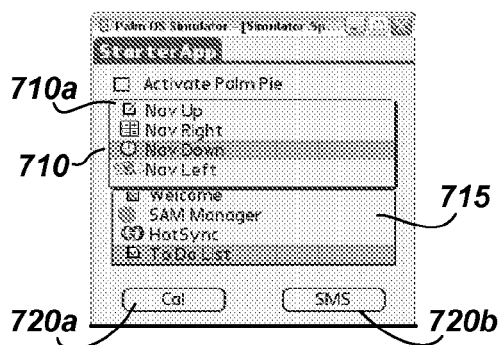 Palm OS Simulator - [Simulator Sp
StarterApp
Activate Palm Pie
710a
Nav Up
Nav Right
710
Nav Down
Nav Left
Welcome
715
SAM Manager
HotSync
To Do List
Cal
SMS
720a
720b